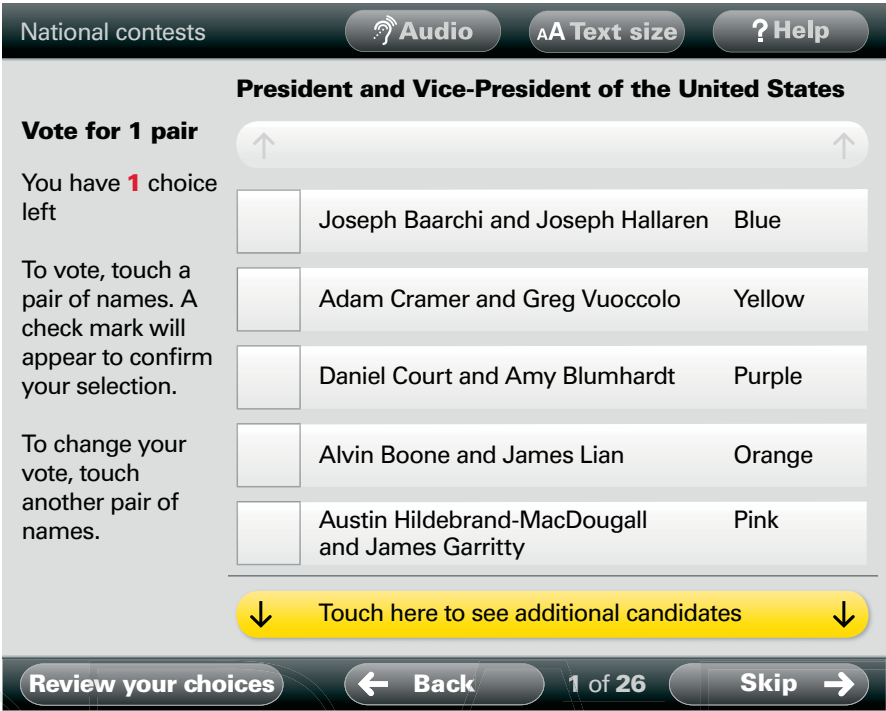 National contests
Audio
AA Text size
? Help
President and Vice-President of the United States
Vote for 1 pair
You have 1 choice
left
To vote, touch a
pair of names. A
check mark will
appear to confirm
your selection.
To change your
vote, touch
another pair of
names.
Joseph Baarchi and Joseph Hallaren Blue
Adam Cramer and Greg Vuoccolo Yellow
Daniel Court and Amy Blumhardt Purple
Alvin Boone and James Lian Orange
Austin Hildebrand-MacDougall Pink
and James Garritty
Touch here to see additional candidates
Review your choices
Back
1 of 26
Skip